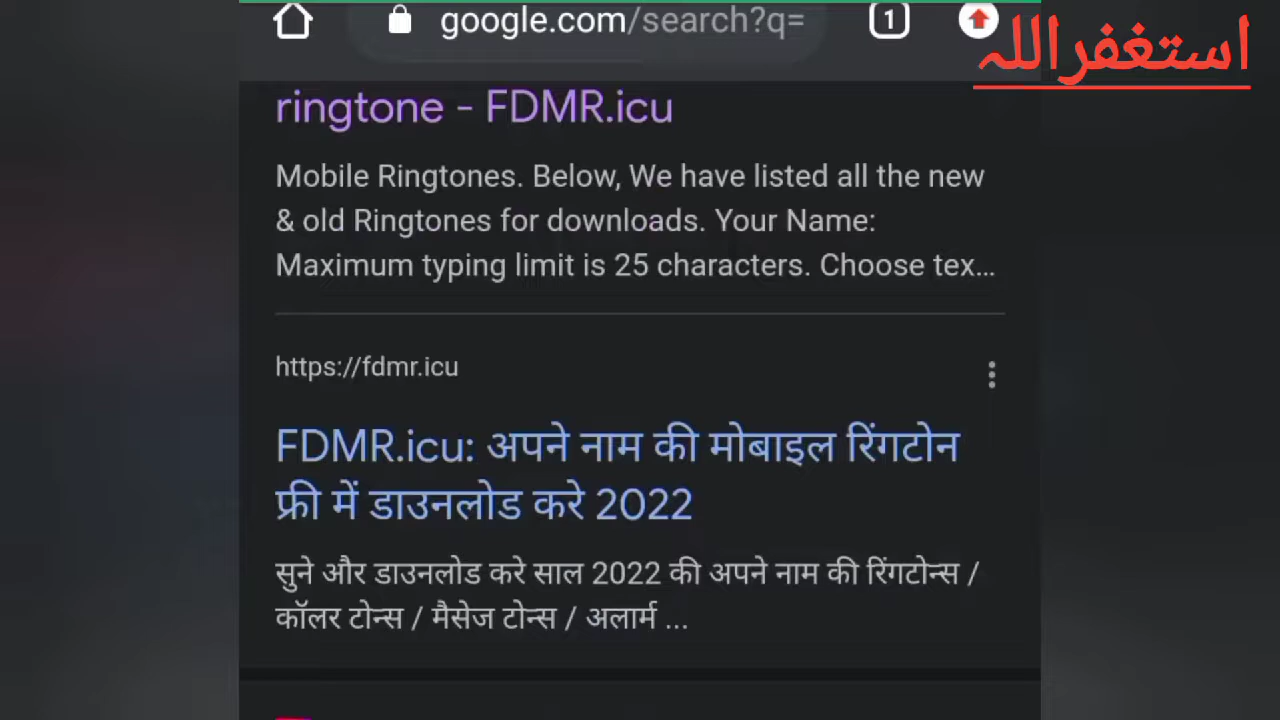 google.com/search?q=
1
استغفراللہ
ringtone - FDMR.icu
Mobile Ringtones. Below, We have listed all the new
& old Ringtones for downloads. Your Name:
Maximum typing limit is 25 characters. Choose tex...
https://fdmr.icu
FDMR.icu: अपने नाम की मोबाइल रिंगटोन
फ्री में डाउनलोड करे 2022
सुने और डाउनलोड करे साल 2022 की अपने नाम की रिंगटोन्स /
कॉलर टोन्स / मैसेज टोन्स / अलार्म ...